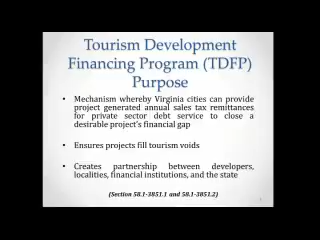 Tourism Development
Financing Program (TDFP)
Purpose
• Mechanism whereby Virginia cities can provide
project generated annual sales tax remittances
for private sector debt service to close a
desirable project's financial gap
• Ensures projects fill tourism voids
• Creates partnership between developers,
localities, financial institutions, and the state
(Section 58.1-3851.1 and 58.1-3851.2)